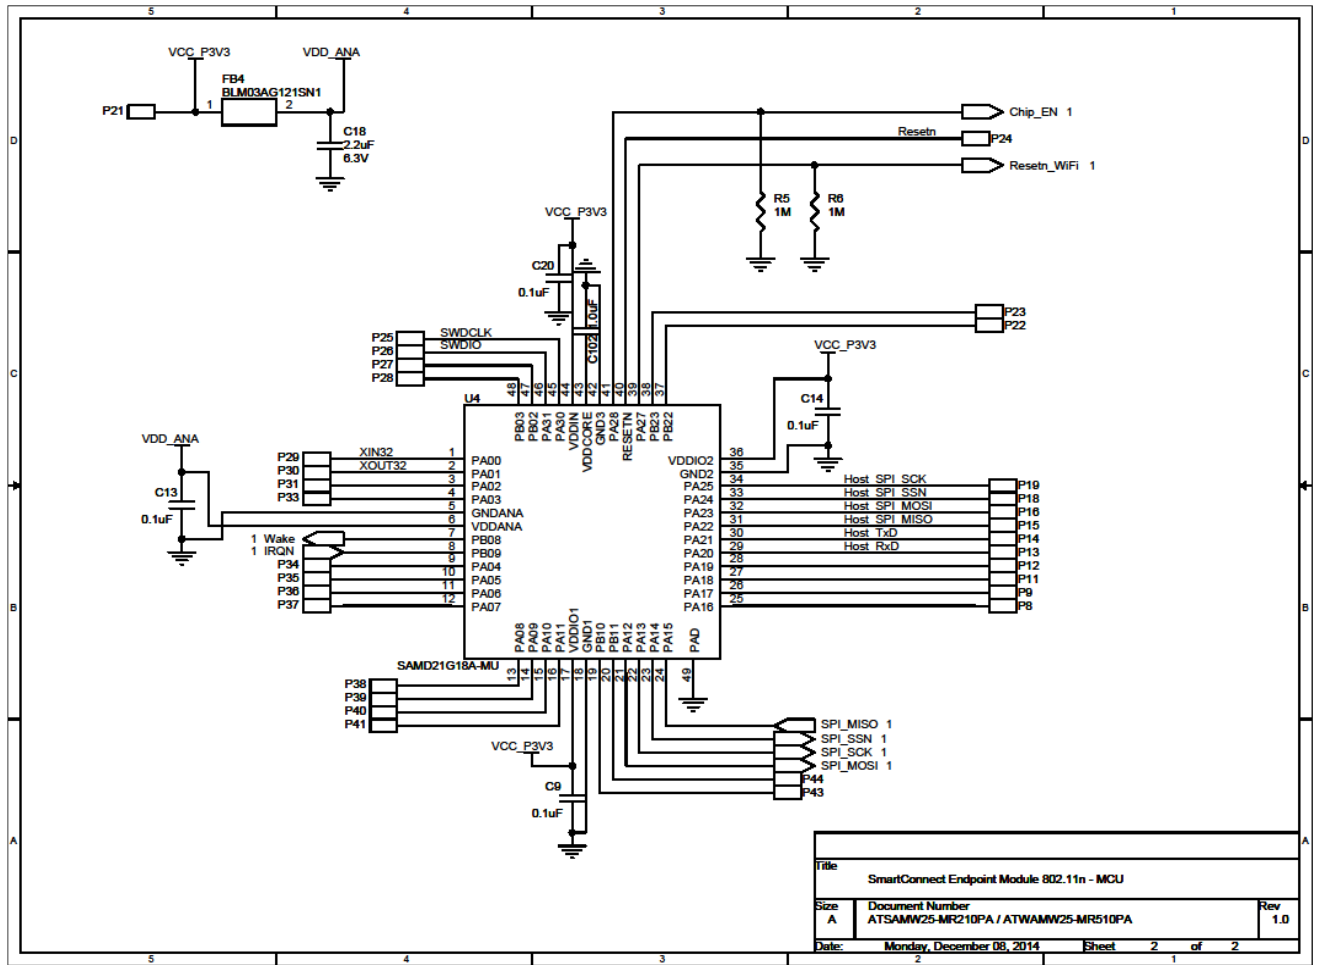 5 4 3 2 1
D
C
B
A
D
C
B
A
VCC_P3V3
VDD_ANA
FB4
BLM03AG121SN1
P21
1
2
C18
2.2uF
6.3V
Chip_EN 1
Resetn
P24
Resetn_WiFi 1
R5
1M
R6
1M
VCC_P3V3
C20
0.1uF
C102 1.0uF
P23
P22
P25 SWDCLK
P26 SWDIO
P27
P28
VCC_P3V3
C14
0.1uF
U4
48 47 46 45 44 43 42 41 40 39 38 37
PB03 PB02 PA31 PA30 VDDIN VDDCORE GND3 PA28 RESETN PA27 PB23 PB22
VDD_ANA
C13
0.1uF
P29 XIN32 1 PA00
P30 XOUT32 2 PA01
P31 3 PA02
P33 4 PA03
5 GNDANA
6 VDDANA
1 Wake 7 PB08
1 IRQN 8 PB09
P34 9 PA04
P35 10 PA05
P36 11 PA06
P37 12 PA07
VDDIO2 36
GND2 35
PA25 34 Host_SPI_SCK P19
PA24 33 Host_SPI_SSN P18
PA23 32 Host_SPI_MOSI P16
PA22 31 Host_SPI_MISO P15
PA21 30 Host_TxD P14
PA20 29 Host_RxD P13
PA19 28 P12
PA18 27 P11
PA17 26 P9
PA16 25 P8
PA08 PA09 PA10 PA11 VDDIO1 GND1 PB10 PB11 PA12 PA13 PA14 PA15 PAD
SAMD21G18A-MU
13 14 15 16 17 18 19 20 21 22 23 24 49
P38
P39
P40
P41
VCC_P3V3
C9
0.1uF
SPI_MISO 1
SPI_SSN 1
SPI_SCK 1
SPI_MOSI 1
P44
P43
Title
SmartConnect Endpoint Module 802.11n - MCU
Size
A
Document Number
ATSAMW25-MR210PA / ATWAMW25-MR510PA
Rev
1.0
Date: Monday, December 08, 2014 Sheet 2 of 2
5 4 3 2 1